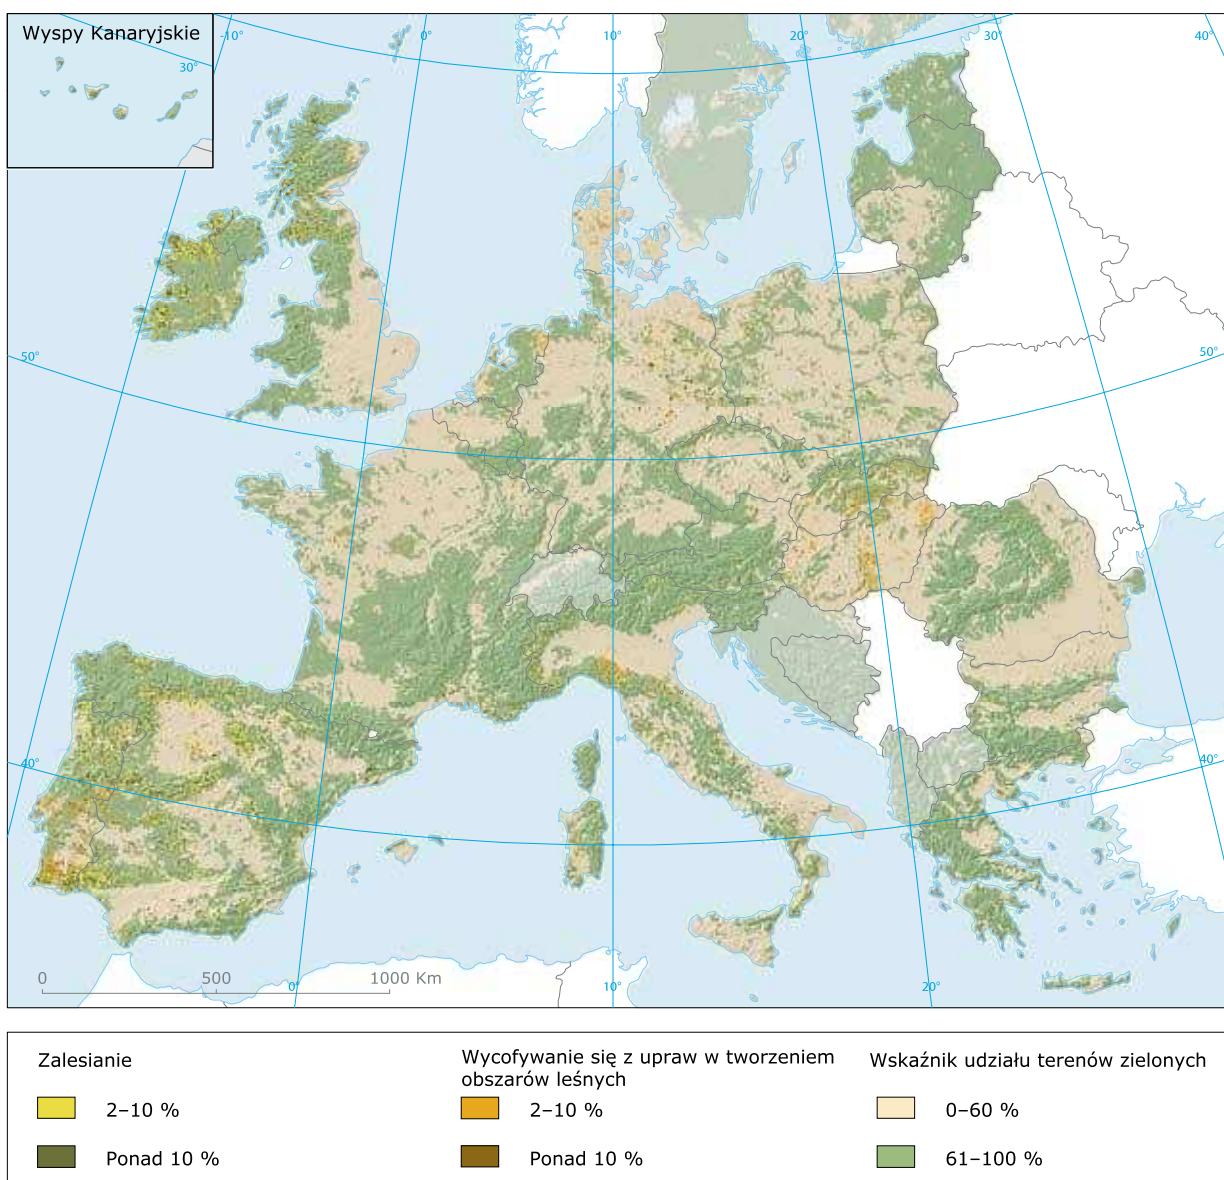 Wyspy Kanaryjskie
-10°
0°
10°
20°
30°
40°
30°
50°
50°
40°
40°
0 500 1000 Km
0°
10°
20°
Zalesianie
2–10 %
Ponad 10 %
Wycofywanie się z upraw w tworzeniem
obszarów leśnych
2–10 %
Ponad 10 %
Wskaźnik udziału terenów zielonych
0–60 %
61–100 %